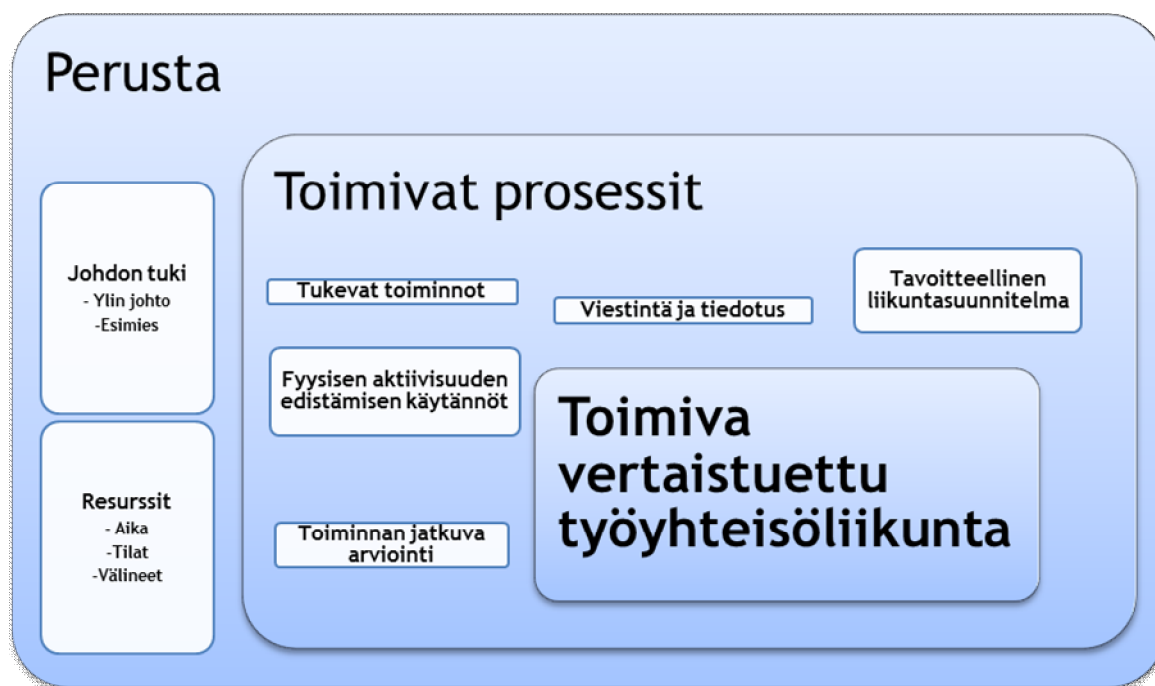 Perusta
Johdon tuki
- Ylin johto
-Esimies
Resurssit
- Aika
-Tilat
-Välineet
Toimivat prosessit
Tukevat toiminnot
Viestintä ja tiedotus
Tavoitteellinen
liikuntasuunnitelma
Fyysisen aktiivisuuden
edistämisen käytännöt
Toiminnan jatkuva
arviointi
Toimiva
vertaistuettu
työyhteisöliikunta